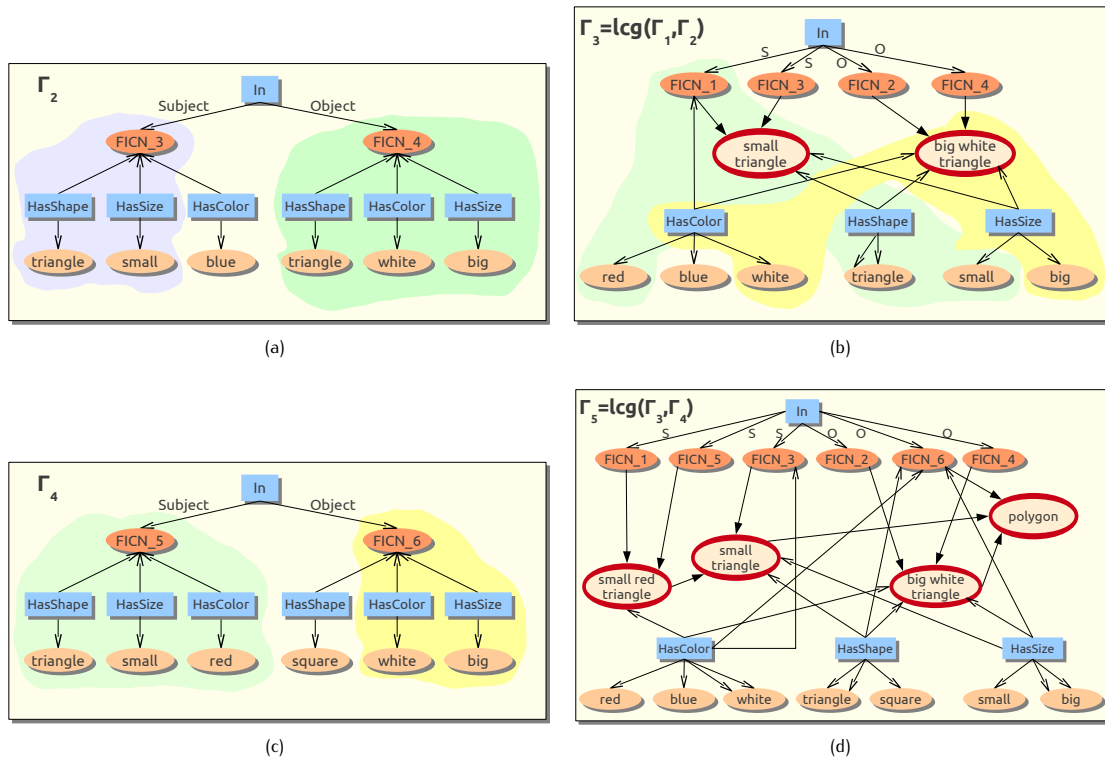 Γ2
In
Subject
Object
FICN_3
FICN_4
HasShape
HasSize
HasColor
HasShape
HasColor
HasSize
triangle
small
blue
triangle
white
big
(a)
Γ3=lcg(Γ1,Γ2)
In
S
S
O
O
FICN_1
FICN_3
FICN_2
FICN_4
small
triangle
big white
triangle
HasColor
HasShape
HasSize
red
blue
white
triangle
small
big
(b)
Γ4
In
Subject
Object
FICN_5
FICN_6
HasShape
HasSize
HasColor
HasShape
HasColor
HasSize
triangle
small
red
square
white
big
(c)
Γ5=lcg(Γ3,Γ4)
In
S
S
S
O
O
O
FICN_1
FICN_5
FICN_3
FICN_2
FICN_6
FICN_4
polygon
small
triangle
small red
triangle
big white
triangle
HasColor
HasShape
HasSize
red
blue
white
triangle
square
small
big
(d)